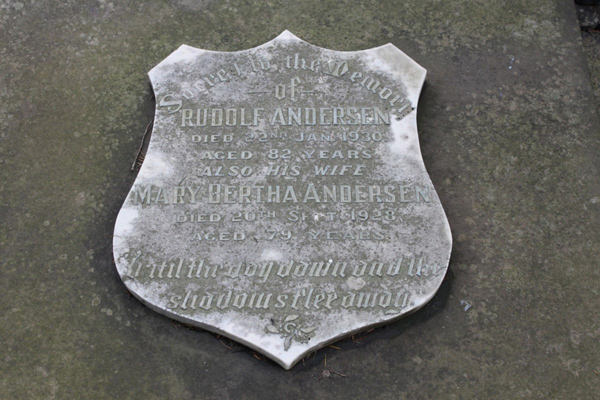 Sacred to the Memory
of
RUDOLF ANDERSEN
DIED 22ND JAN. 1930.
AGED 82 YEARS
ALSO HIS WIFE
MARY BERTHA ANDERSEN
DIED 20TH SEPT. 1928.
AGED 79 YEARS.
Until the day dawn and the
shadows flee away